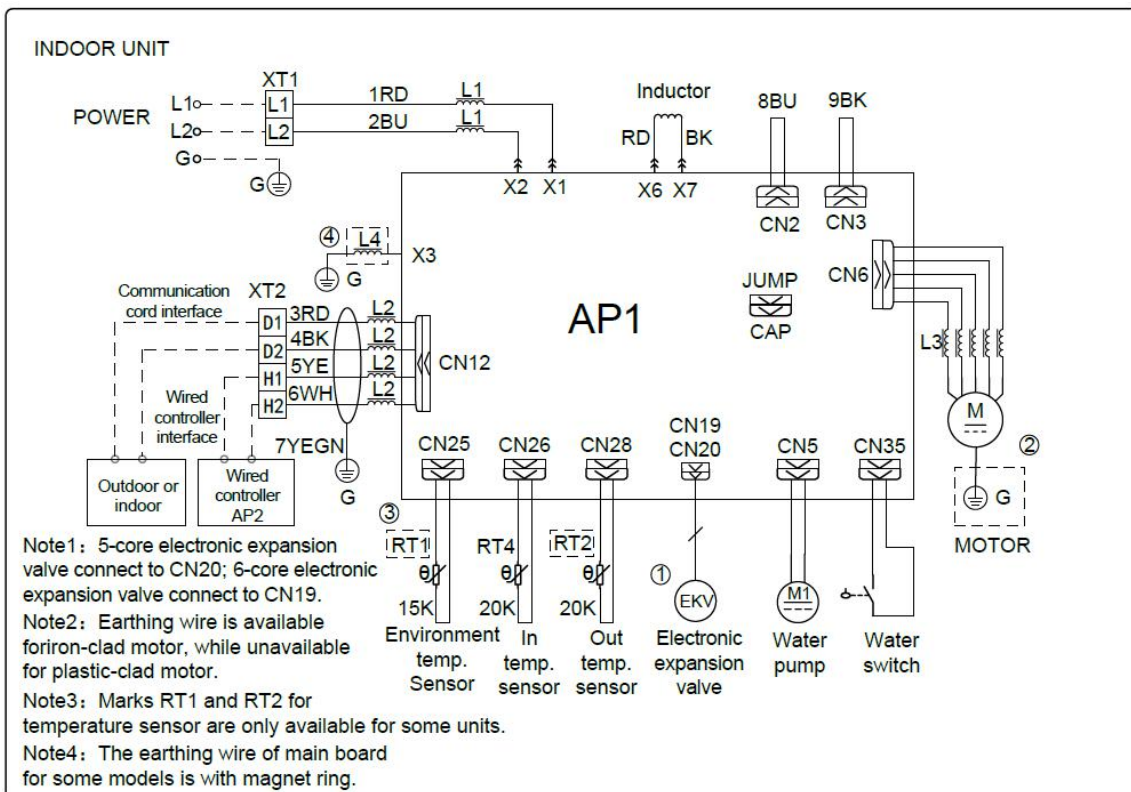 INDOOR UNIT
POWER
L1
L2
G
XT1
L1
L2
G
1RD
2BU
L1
L1
X2
X1
Inductor
RD
BK
X6
X7
8BU
9BK
CN2
CN3
④
L4
G
X3
CN6
JUMP
CAP
AP1
L3
M
②
G
MOTOR
Communication
cord interface
XT2
D1
D2
H1
H2
3RD
4BK
5YE
6WH
7YEGN
L2
L2
L2
L2
CN12
G
Wired
controller
interface
Outdoor or
indoor
Wired
controller
AP2
CN25
CN26
CN28
CN19
CN20
CN5
CN35
③
RT1
RT4
RT2
θ
θ
θ
15K
20K
20K
①
EKV
M1
Environment
temp.
Sensor
In
temp.
sensor
Out
temp.
sensor
Electronic
expansion
valve
Water
pump
Water
switch
Note1: 5-core electronic expansion
valve connect to CN20; 6-core electronic
expansion valve connect to CN19.
Note2: Earthing wire is available
foriron-clad motor, while unavailable
for plastic-clad motor.
Note3: Marks RT1 and RT2 for
temperature sensor are only available for some units.
Note4: The earthing wire of main board
for some models is with magnet ring.